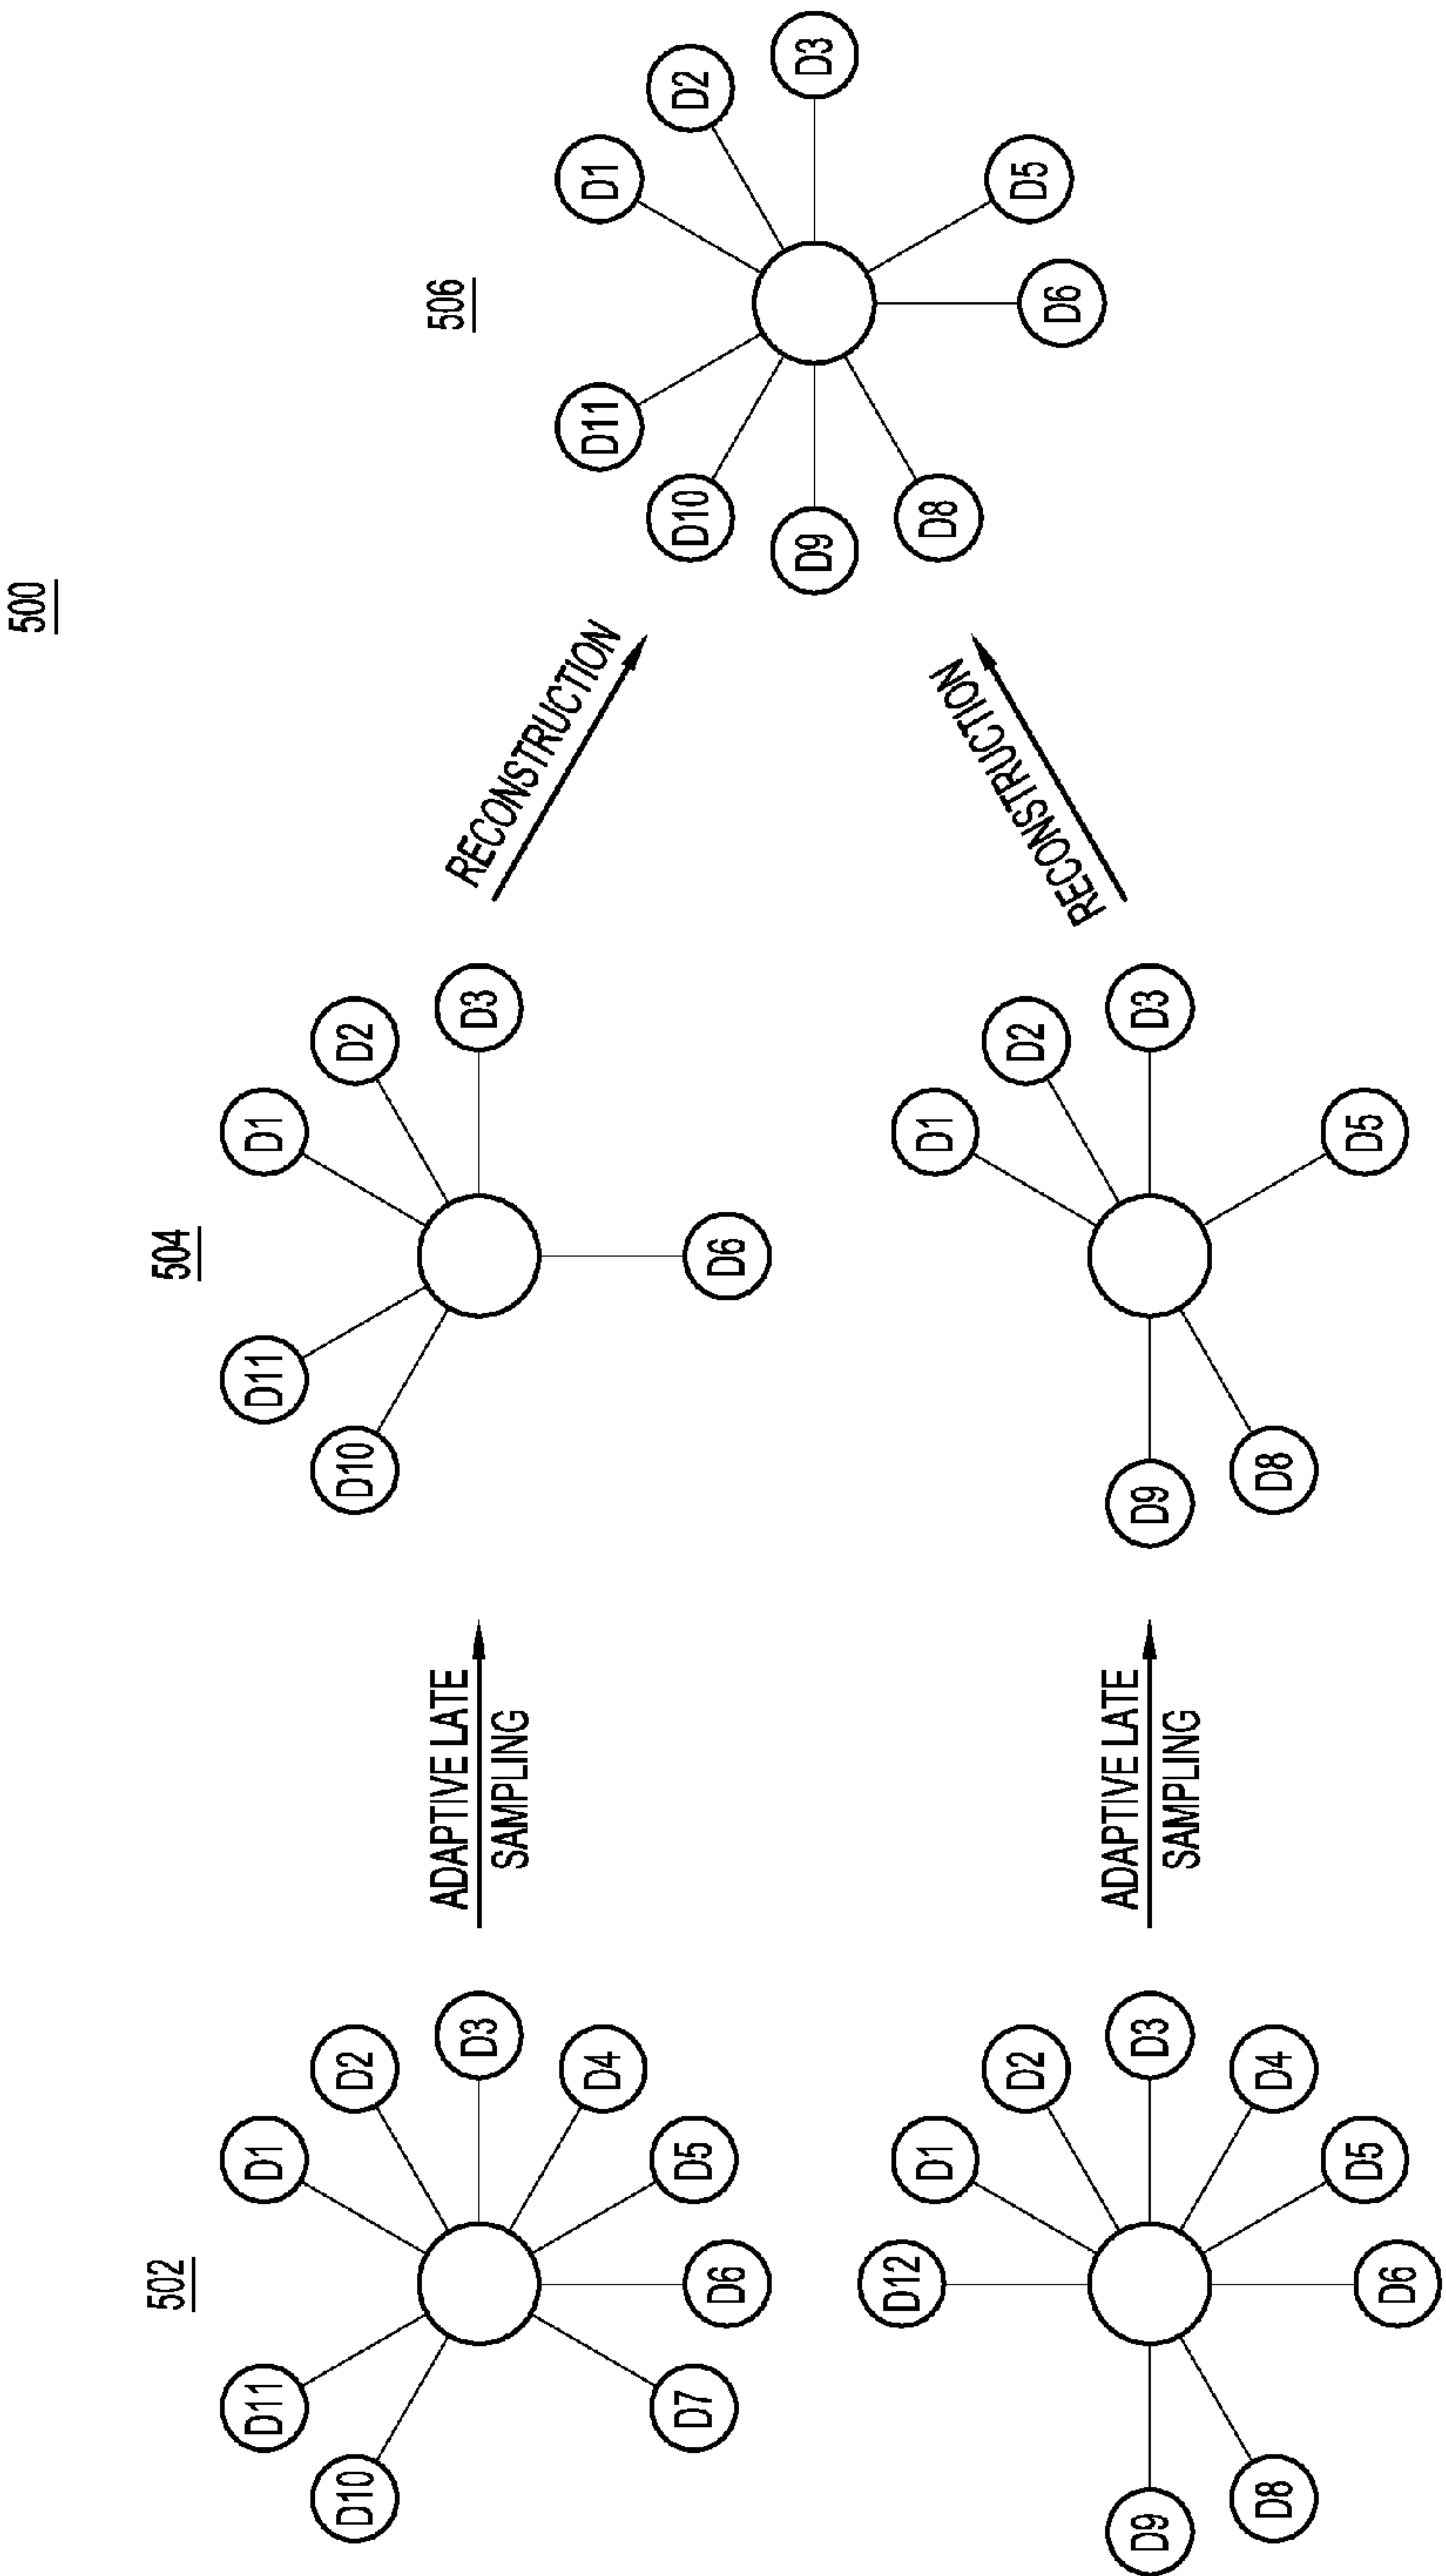 500
502
D11
D1
D10
D2
D3
D4
D7
D5
D6
ADAPTIVE LATE
SAMPLING
504
D11
D1
D10
D2
D3
D6
RECONSTRUCTION
D12
D1
D2
D9
D3
D8
D4
D5
D6
ADAPTIVE LATE
SAMPLING
D1
D2
D9
D3
D8
D5
RECONSTRUCTION
506
D11
D1
D10
D2
D9
D3
D8
D5
D6